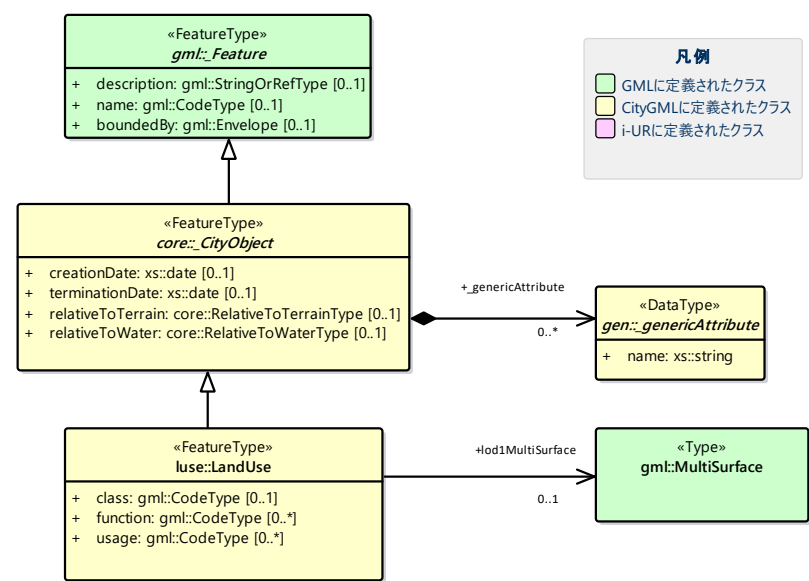 «FeatureType»
gml::_Feature
+ description: gml::StringOrRefType [0..1]
+ name: gml::CodeType [0..1]
+ boundedBy: gml::Envelope [0..1]
凡例
GMLに定義されたクラス
CityGMLに定義されたクラス
i-URに定義されたクラス
«FeatureType»
core::_CityObject
+ creationDate: xs::date [0..1]
+ terminationDate: xs::date [0..1]
+ relativeToTerrain: core::RelativeToTerrainType [0..1]
+ relativeToWater: core::RelativeToWaterType [0..1]
+_genericAttribute
0..*
«DataType»
gen::_genericAttribute
+ name: xs::string
«FeatureType»
luse::LandUse
+ class: gml::CodeType [0..1]
+ function: gml::CodeType [0..*]
+ usage: gml::CodeType [0..*]
+lod1MultiSurface
0..1
«Type»
gml::MultiSurface